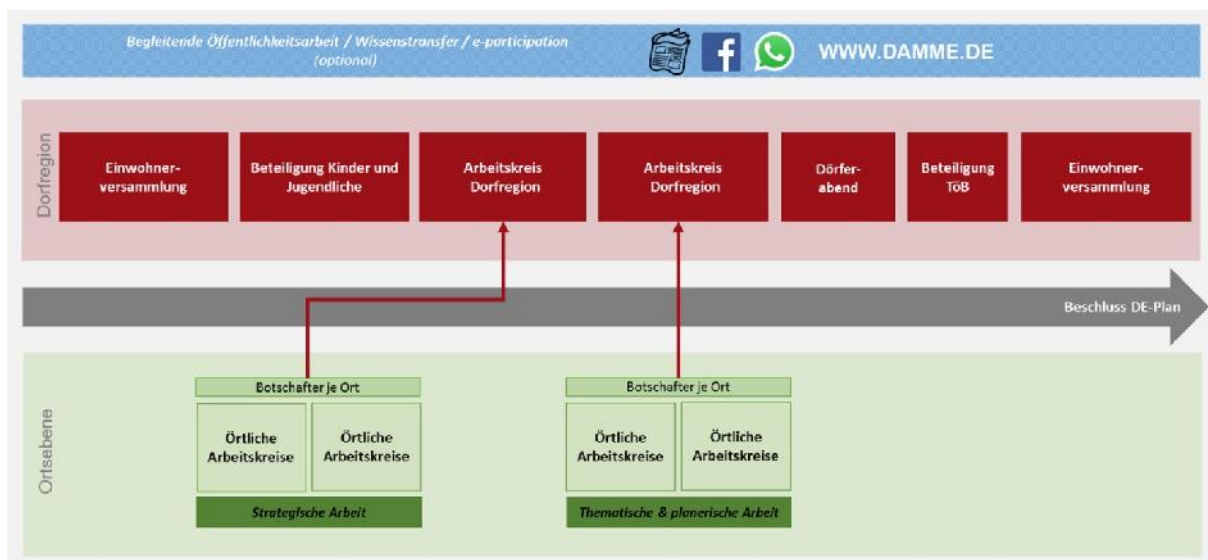 Begleitende Öffentlichkeitsarbeit / Wissenstransfer / e-participation
(optional)
WWW.DAMME.DE
Dorfregion
Einwohner-
versammlung
Beteiligung Kinder und
Jugendliche
Arbeitskreis
Dorfregion
Arbeitskreis
Dorfregion
Dörfer-
abend
Beteiligung
TöB
Einwohner-
versammlung
Beschluss DE-Plan
Ortsebene
Botschafter je Ort
Örtliche
Arbeitskreise
Örtliche
Arbeitskreise
Strategische Arbeit
Botschafter je Ort
Örtliche
Arbeitskreise
Örtliche
Arbeitskreise
Thematische & planerische Arbeit